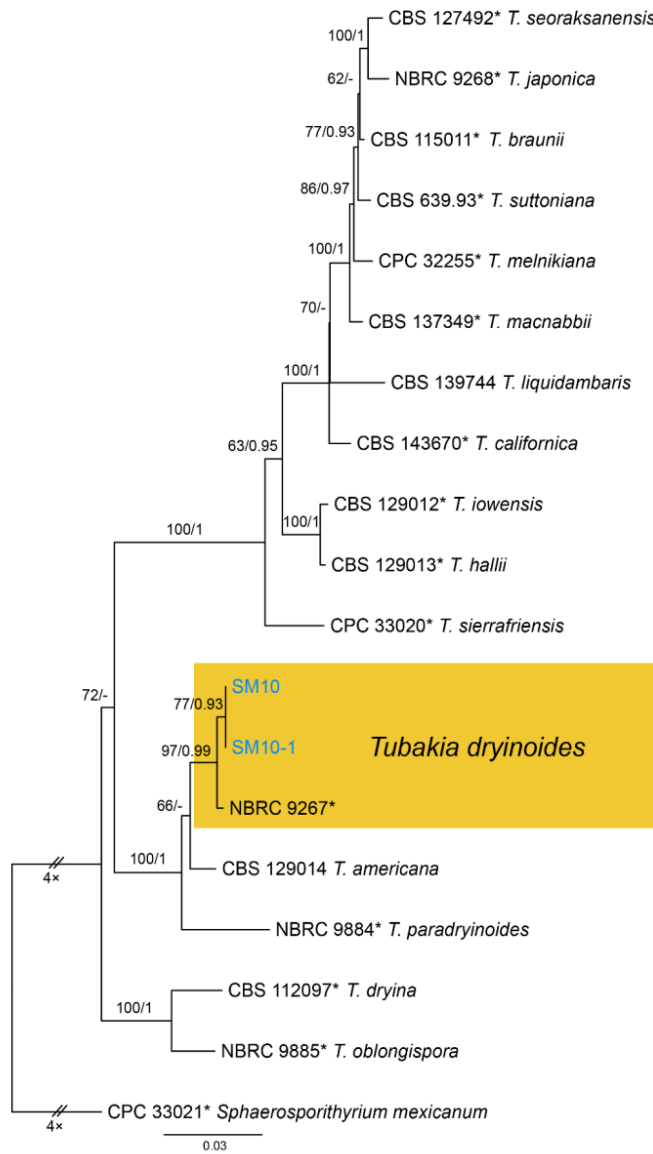 CBS 127492* T. seoraksanensis
100/1
62/-
NBRC 9268* T. japonica
77/0.93
CBS 115011* T. braunii
86/0.97
CBS 639.93* T. suttoniana
100/1
CPC 32255* T. melnikiana
70/-
CBS 137349* T. macnabbii
100/1
CBS 139744 T. liquidambaris
63/0.95
CBS 143670* T. californica
CBS 129012* T. iowensis
100/1
100/1
CBS 129013* T. hallii
CPC 33020* T. sierrafriensis
72/-
SM10
77/0.93
97/0.99
SM10-1
Tubakia dryinoides
66/-
NBRC 9267*
100/1
CBS 129014 T. americana
4×
NBRC 9884* T. paradryinoides
CBS 112097* T. dryina
100/1
NBRC 9885* T. oblongispora
CPC 33021* Sphaerosporithyrium mexicanum
4×
0.03